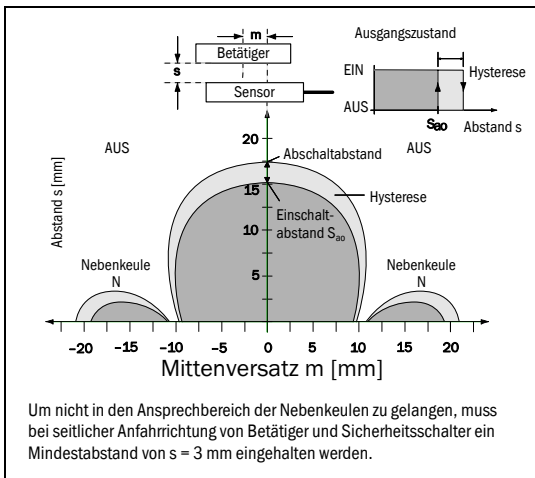 m
Betätiger
s
Sensor
Ausgangszustand
EIN
Hysterese
AUS
Sao
Abstand s
AUS
20
AUS
Abschaltabstand
Abstand s [mm]
15
Hysterese
Einschalt-
abstand Sao
10
Nebenkeule
N
Nebenkeule
N
5
-20 -15 -10 -5 0 5 10 15 20
Mittenversatz m [mm]
Um nicht in den Ansprechbereich der Nebenkeulen zu gelangen, muss
bei seitlicher Anfahrrichtung von Betätiger und Sicherheitsschalter ein
Mindestabstand von s = 3 mm eingehalten werden.